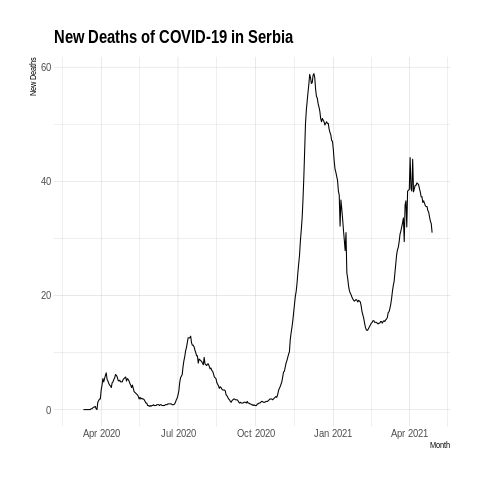 New Deaths of COVID-19 in Serbia
New Deaths
60
40
20
0
Apr 2020 Jul 2020 Oct 2020 Jan 2021 Apr 2021
Month